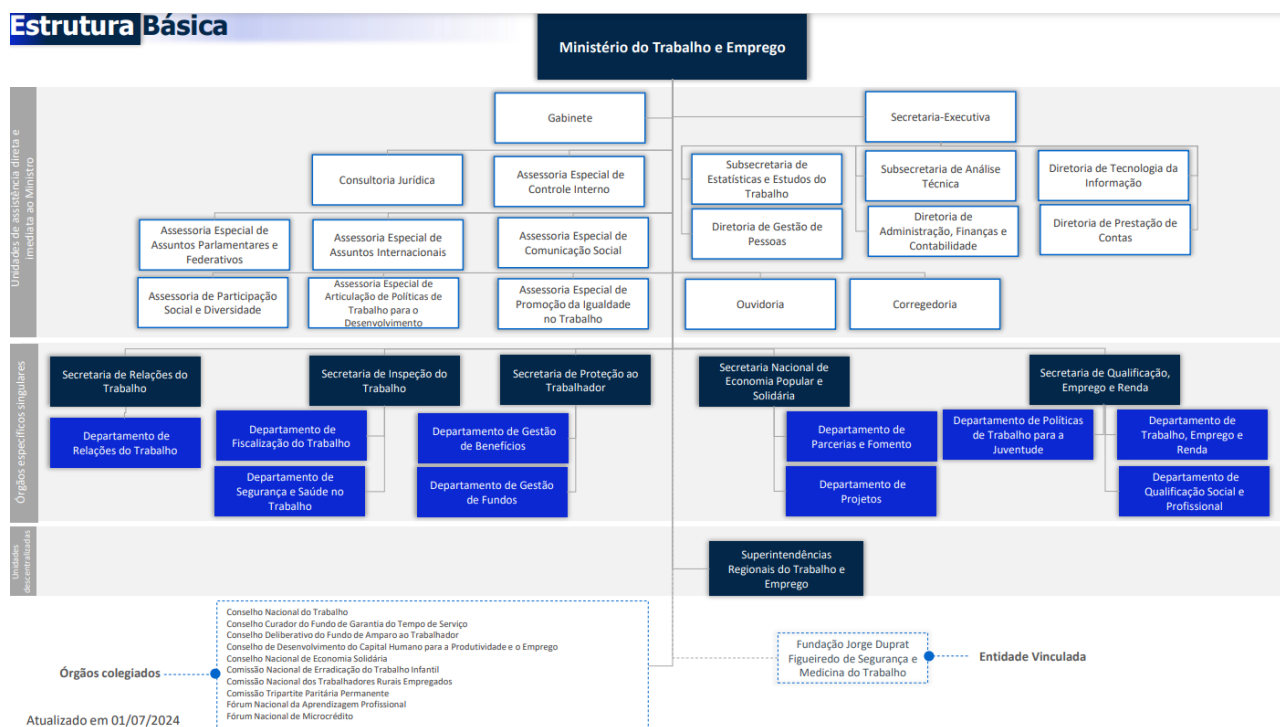 Estrutura Básica
Ministério do Trabalho e Emprego
Unidades de assistência direta e
imediata ao Ministro
Gabinete
Secretaria-Executiva
Consultoria Jurídica
Assessoria Especial de
Controle Interno
Subsecretaria de
Estatísticas e Estudos do
Trabalho
Subsecretaria de Análise
Técnica
Diretoria de Tecnologia da
Informação
Assessoria Especial de
Assuntos Parlamentares e
Federativos
Assessoria Especial de
Assuntos Internacionais
Assessoria Especial de
Comunicação Social
Diretoria de Gestão de
Pessoas
Diretoria de
Administração, Finanças e
Contabilidade
Diretoria de Prestação de
Contas
Assessoria de Participação
Social e Diversidade
Assessoria Especial de
Articulação de Políticas de
Trabalho para o
Desenvolvimento
Assessoria Especial de
Promoção da Igualdade
no Trabalho
Ouvidoria
Corregedoria
Órgãos específicos singulares
Secretaria de Relações do
Trabalho
Secretaria de Inspeção do
Trabalho
Secretaria de Proteção ao
Trabalhador
Secretaria Nacional de
Economia Popular e
Solidária
Secretaria de Qualificação,
Emprego e Renda
Departamento de
Relações do Trabalho
Departamento de
Fiscalização do Trabalho
Departamento de Gestão
de Benefícios
Departamento de
Parcerias e Fomento
Departamento de Políticas
de Trabalho para a
Juventude
Departamento de
Trabalho, Emprego e
Renda
Departamento de
Segurança e Saúde no
Trabalho
Departamento de Gestão
de Fundos
Departamento de
Projetos
Departamento de
Qualificação Social e
Profissional
Unidades
descentralizadas
Superintendências
Regionais do Trabalho e
Emprego
Órgãos colegiados
Conselho Nacional do Trabalho
Conselho Curador do Fundo de Garantia do Tempo de Serviço
Conselho Deliberativo do Fundo de Amparo ao Trabalhador
Conselho de Desenvolvimento do Capital Humano para a Produtividade e o Emprego
Conselho Nacional de Economia Solidária
Comissão Nacional de Erradicação do Trabalho Infantil
Comissão Nacional dos Trabalhadores Rurais Empregados
Comissão Tripartite Paritária Permanente
Fórum Nacional da Aprendizagem Profissional
Fórum Nacional de Microcrédito
Fundação Jorge Duprat
Figueiredo de Segurança e
Medicina do Trabalho
Entidade Vinculada
Atualizado em 01/07/2024